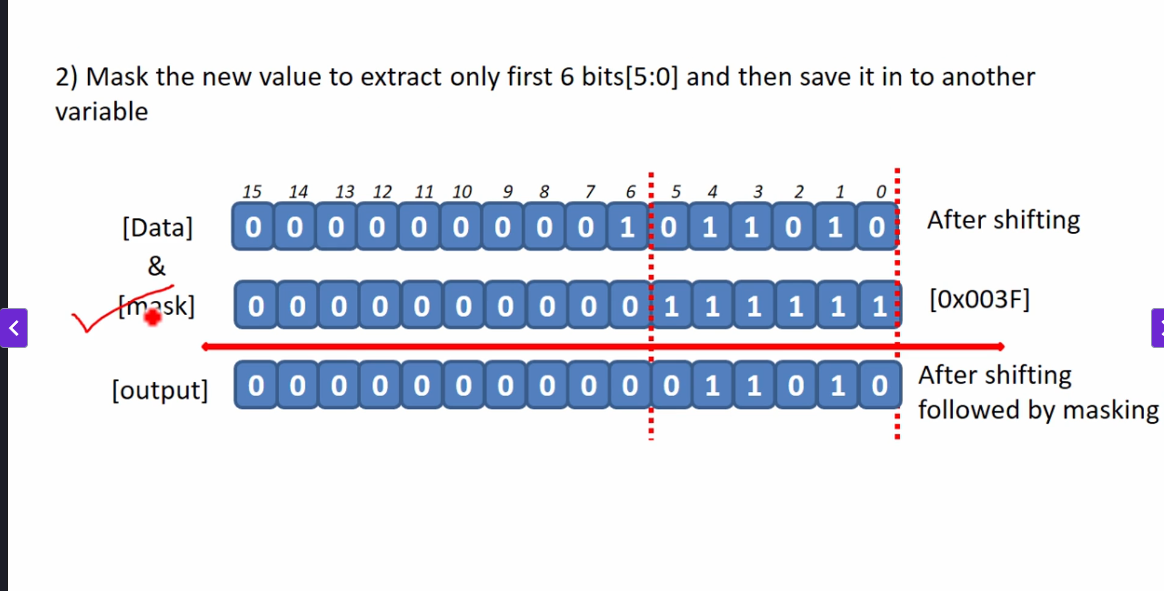 2) Mask the new value to extract only first 6 bits[5:0] and then save it in to another
variable
15 14 13 12 11 10 9 8 7 6 5 4 3 2 1 0
[Data] 0 0 0 0 0 0 0 0 0 1 0 1 1 0 1 0 After shifting
&
[mask] 0 0 0 0 0 0 0 0 0 0 1 1 1 1 1 1 [0x003F]
[output] 0 0 0 0 0 0 0 0 0 0 0 1 1 0 1 0 After shifting
followed by masking